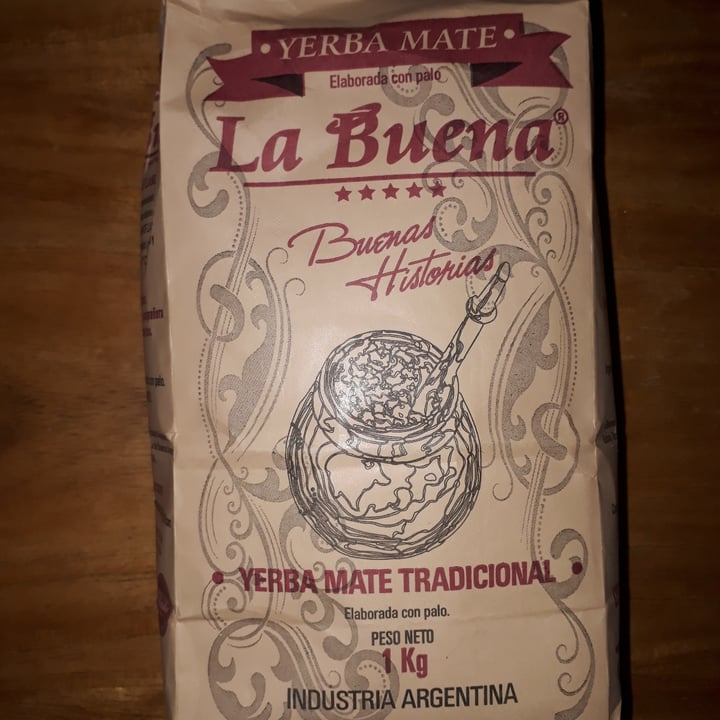 • YERBA MATE •
Elaborada con palo
La Buena®
Buenas
Historias
• YERBA MATE TRADICIONAL •
Elaborada con palo.
PESO NETO
1 Kg
INDUSTRIA ARGENTINA